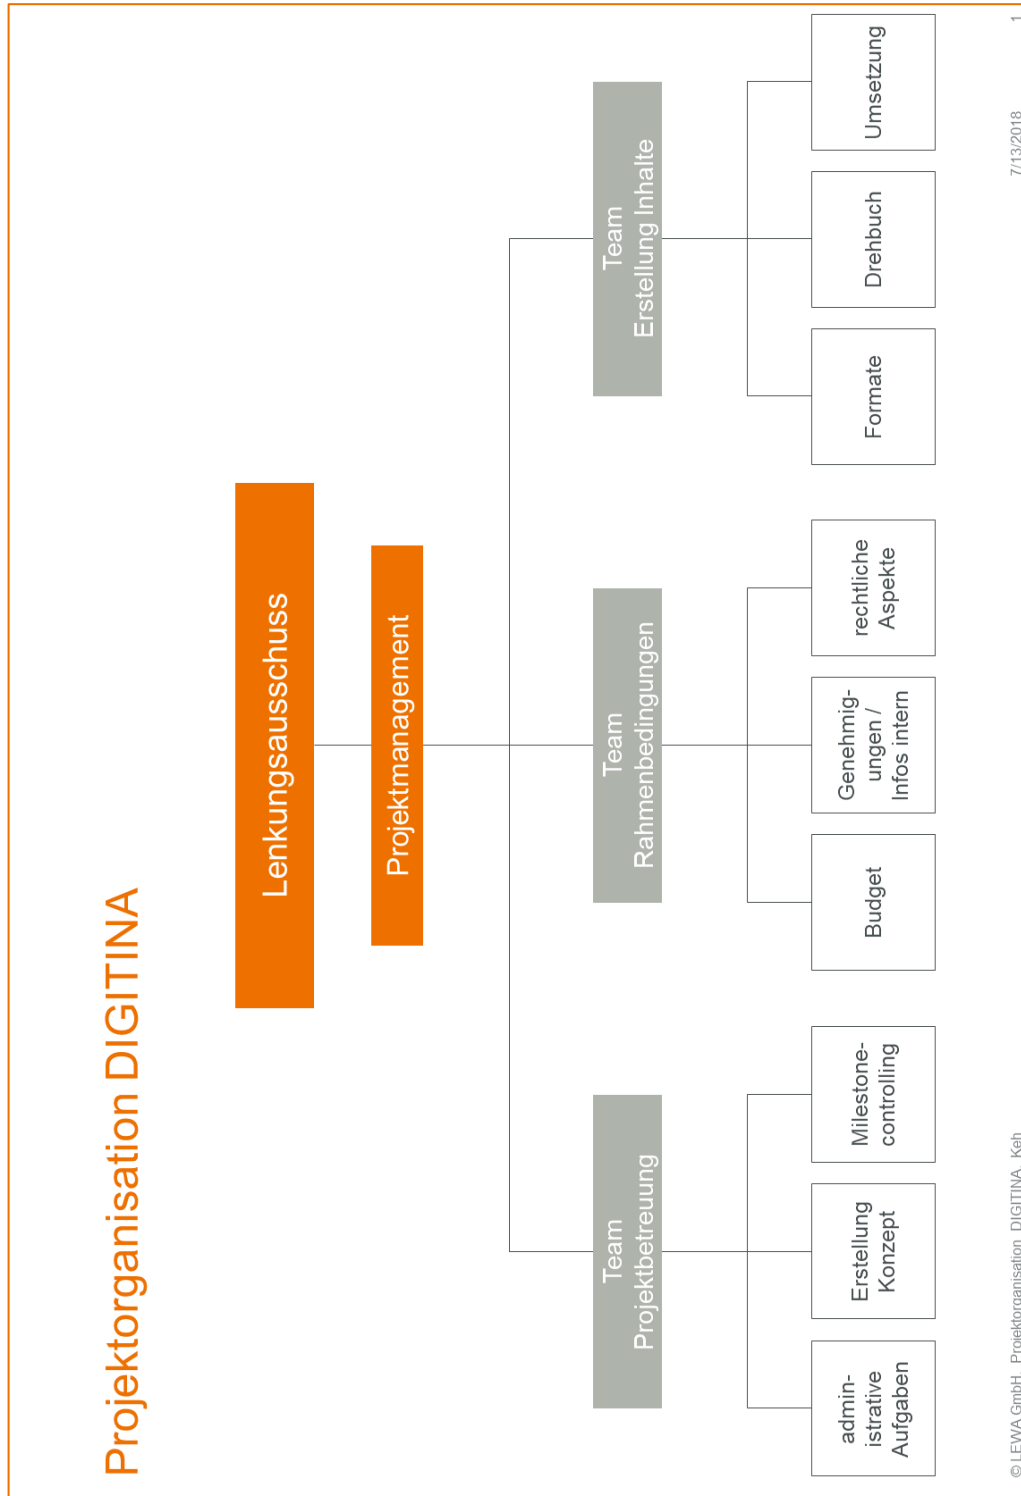 Projektorganisation DIGITINA
Lenkungsausschuss
Projektmanagement
Team
Projektbetreuung
Team
Rahmenbedingungen
Team
Erstellung Inhalte
admin-
istrative
Aufgaben
Erstellung
Konzept
Milestone-
controlling
Budget
Genehmig-
ungen /
Infos intern
rechtliche
Aspekte
Formate
Drehbuch
Umsetzung
© LEWA GmbH, Projektorganisation DIGITINA, Keh
7/13/2018
1